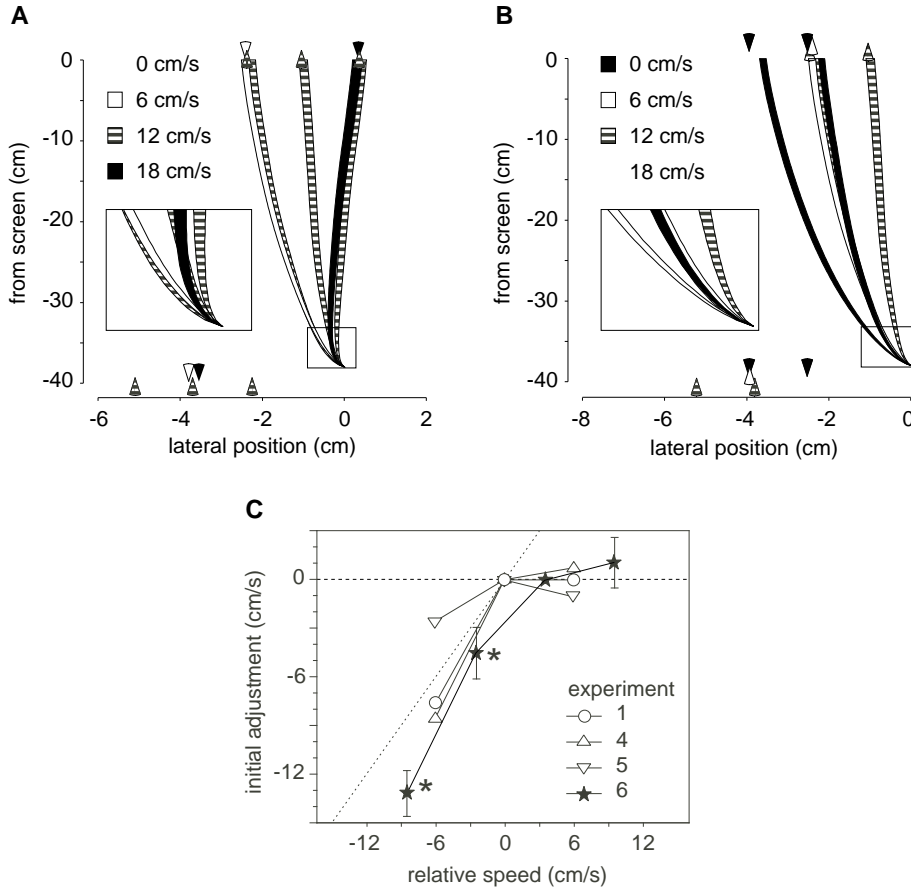 A
0
-10
-20
-30
-40
from screen (cm)
0 cm/s
6 cm/s
12 cm/s
18 cm/s
-6
-4
-2
0
2
lateral position (cm)
B
0
-10
-20
-30
-40
from screen (cm)
0 cm/s
6 cm/s
12 cm/s
18 cm/s
-8
-6
-4
-2
0
lateral position (cm)
C
0
-6
-12
initial adjustment (cm/s)
*
*
experiment
1
4
5
6
-12
-6
0
6
12
relative speed (cm/s)